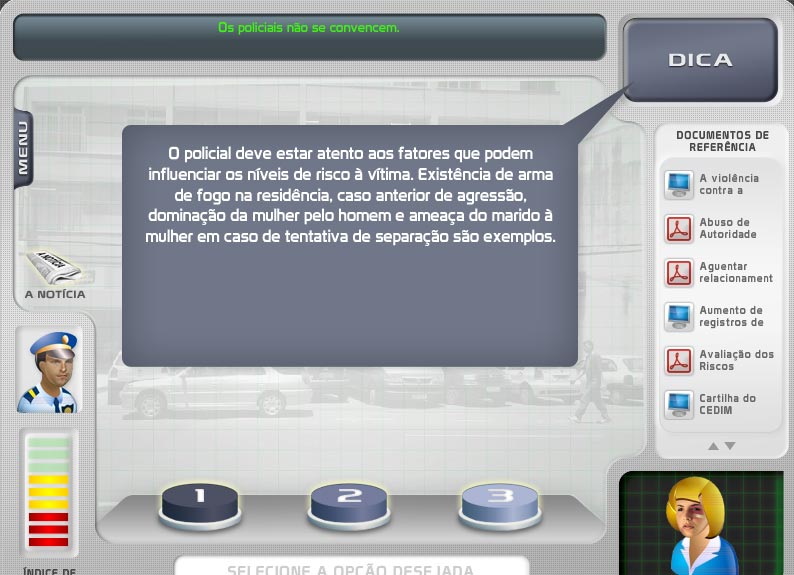 Os policiais não se convencem.
DICA
MENU
O policial deve estar atento aos fatores que podem
influenciar os níveis de risco à vítima. Existência de arma
de fogo na residência, caso anterior de agressão,
dominação da mulher pelo homem e ameaça do marido à
mulher em caso de tentativa de separação são exemplos.
A NOTÍCIA
A NOTÍCIA
DOCUMENTOS DE
REFERÊNCIA
A violência
contra a
Abuso de
Autoridade
Aguentar
relacionament
Aumento de
registros de
Avaliação dos
Riscos
Cartilha do
CEDIM
1
2
3
ÍNDICE DE
SELECIONE A OPÇÃO DESEJADA